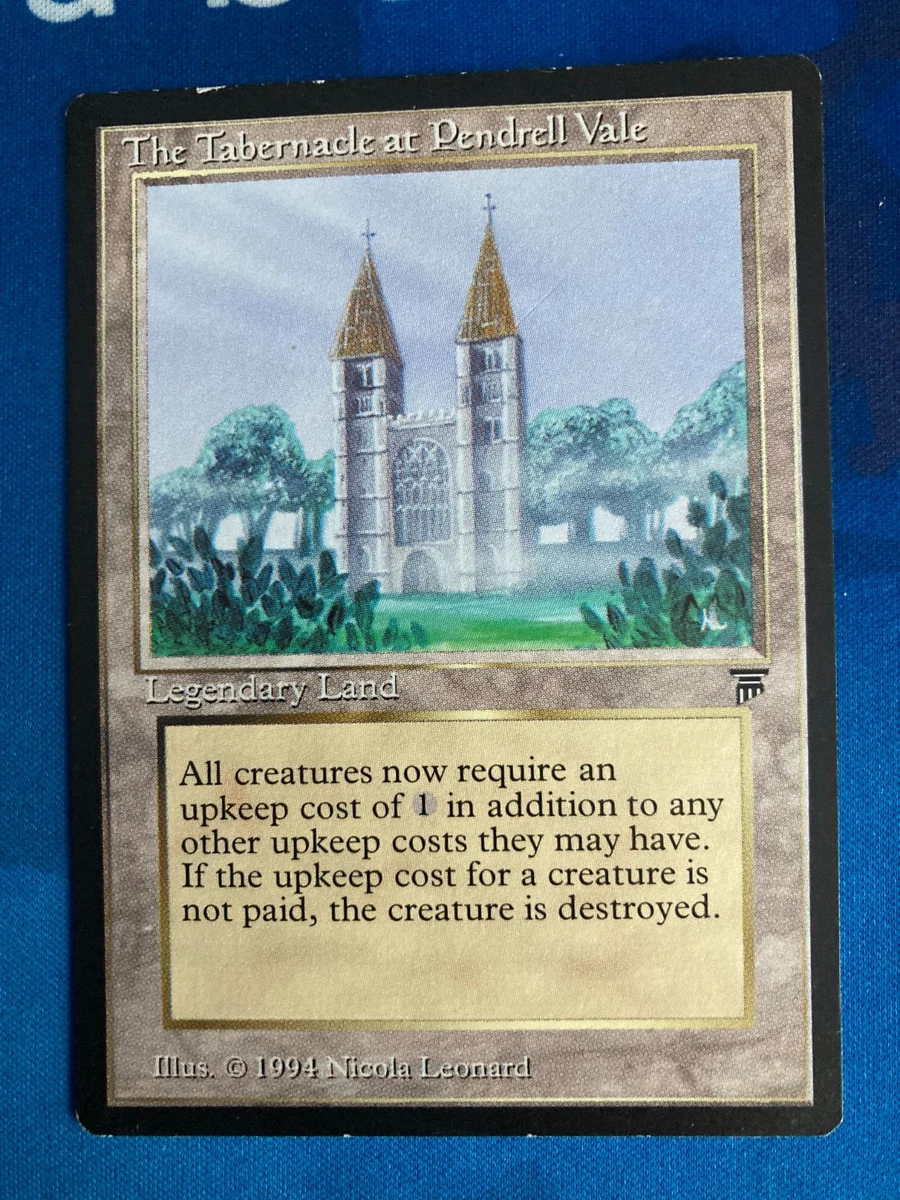 The Tabernacle at Pendrell Vale
Legendary Land
All creatures now require an
upkeep cost of 1 in addition to any
other upkeep costs they may have.
If the upkeep cost for a creature is
not paid, the creature is destroyed.
Illus. © 1994 Nicola Leonard